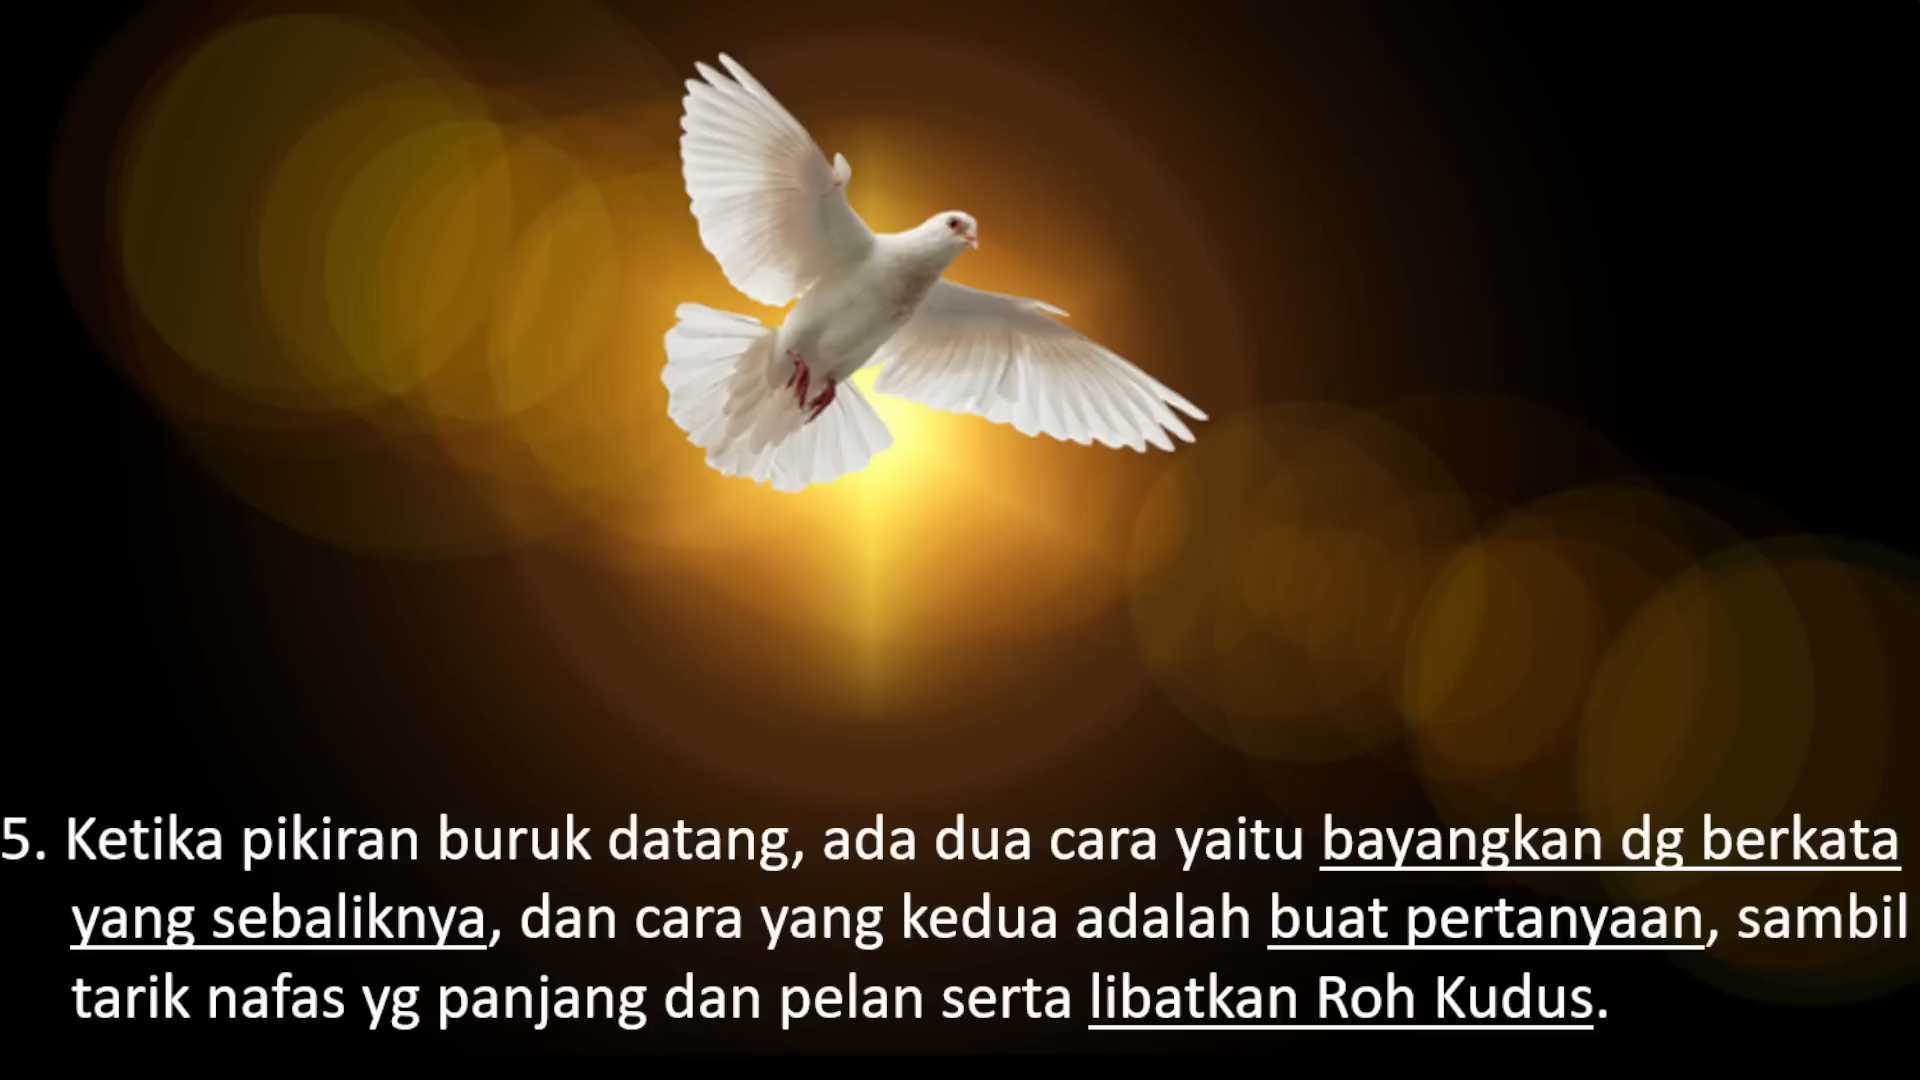 5. Ketika pikiran buruk datang, ada dua cara yaitu bayangkan dg berkata
yang sebaliknya, dan cara yang kedua adalah buat pertanyaan, sambil
tarik nafas yg panjang dan pelan serta libatkan Roh Kudus.